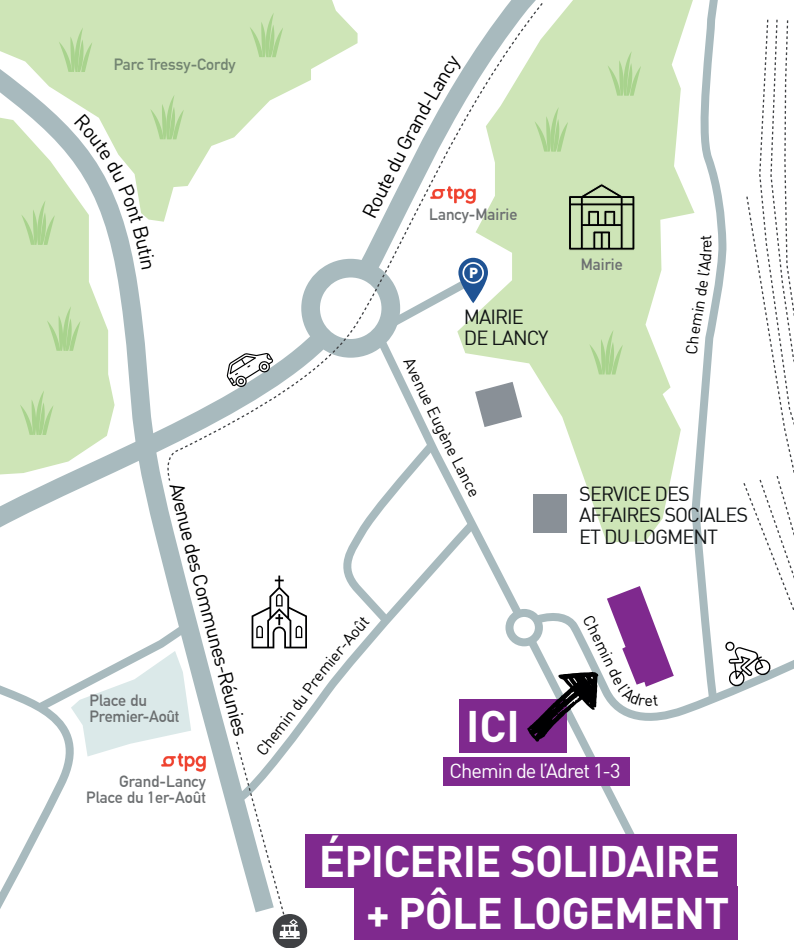 Parc Tressy-Cordy
Route du Pont Butin
Route du Grand-Lancy
tpg
Lancy-Mairie
Mairie
P
MAIRIE
DE LANCY
Chemin de l'Adret
Avenue Eugène Lance
SERVICE DES
AFFAIRES SOCIALES
ET DU LOGMENT
Avenue des Communes-Réunies
Chemin du Premier-Août
Chemin de l'Adret
Place du
Premier-Août
tpg
Grand-Lancy
Place du 1er-Août
ICI
Chemin de l'Adret 1-3
ÉPICERIE SOLIDAIRE
+ PÔLE LOGEMENT